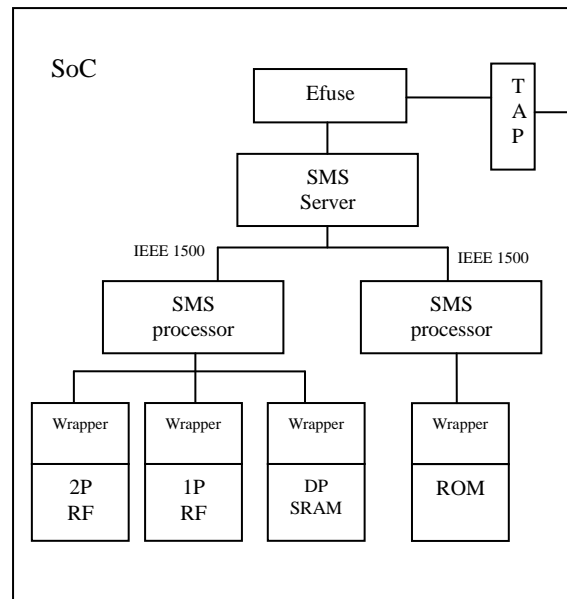 SoC
Efuse
T
A
P
SMS
Server
IEEE 1500
IEEE 1500
SMS
processor
SMS
processor
Wrapper
Wrapper
Wrapper
Wrapper
2P
RF
1P
RF
DP
SRAM
ROM